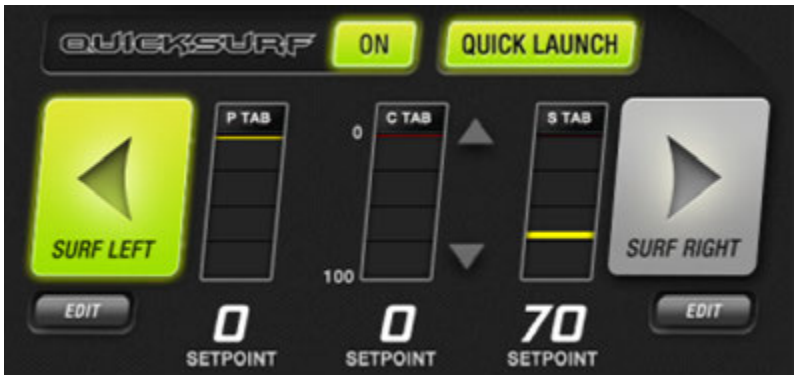 QUICKSURF ON QUICK LAUNCH
P TAB C TAB S TAB
0
SURF LEFT SURF RIGHT
100
EDIT EDIT
0 0 70
SETPOINT SETPOINT SETPOINT